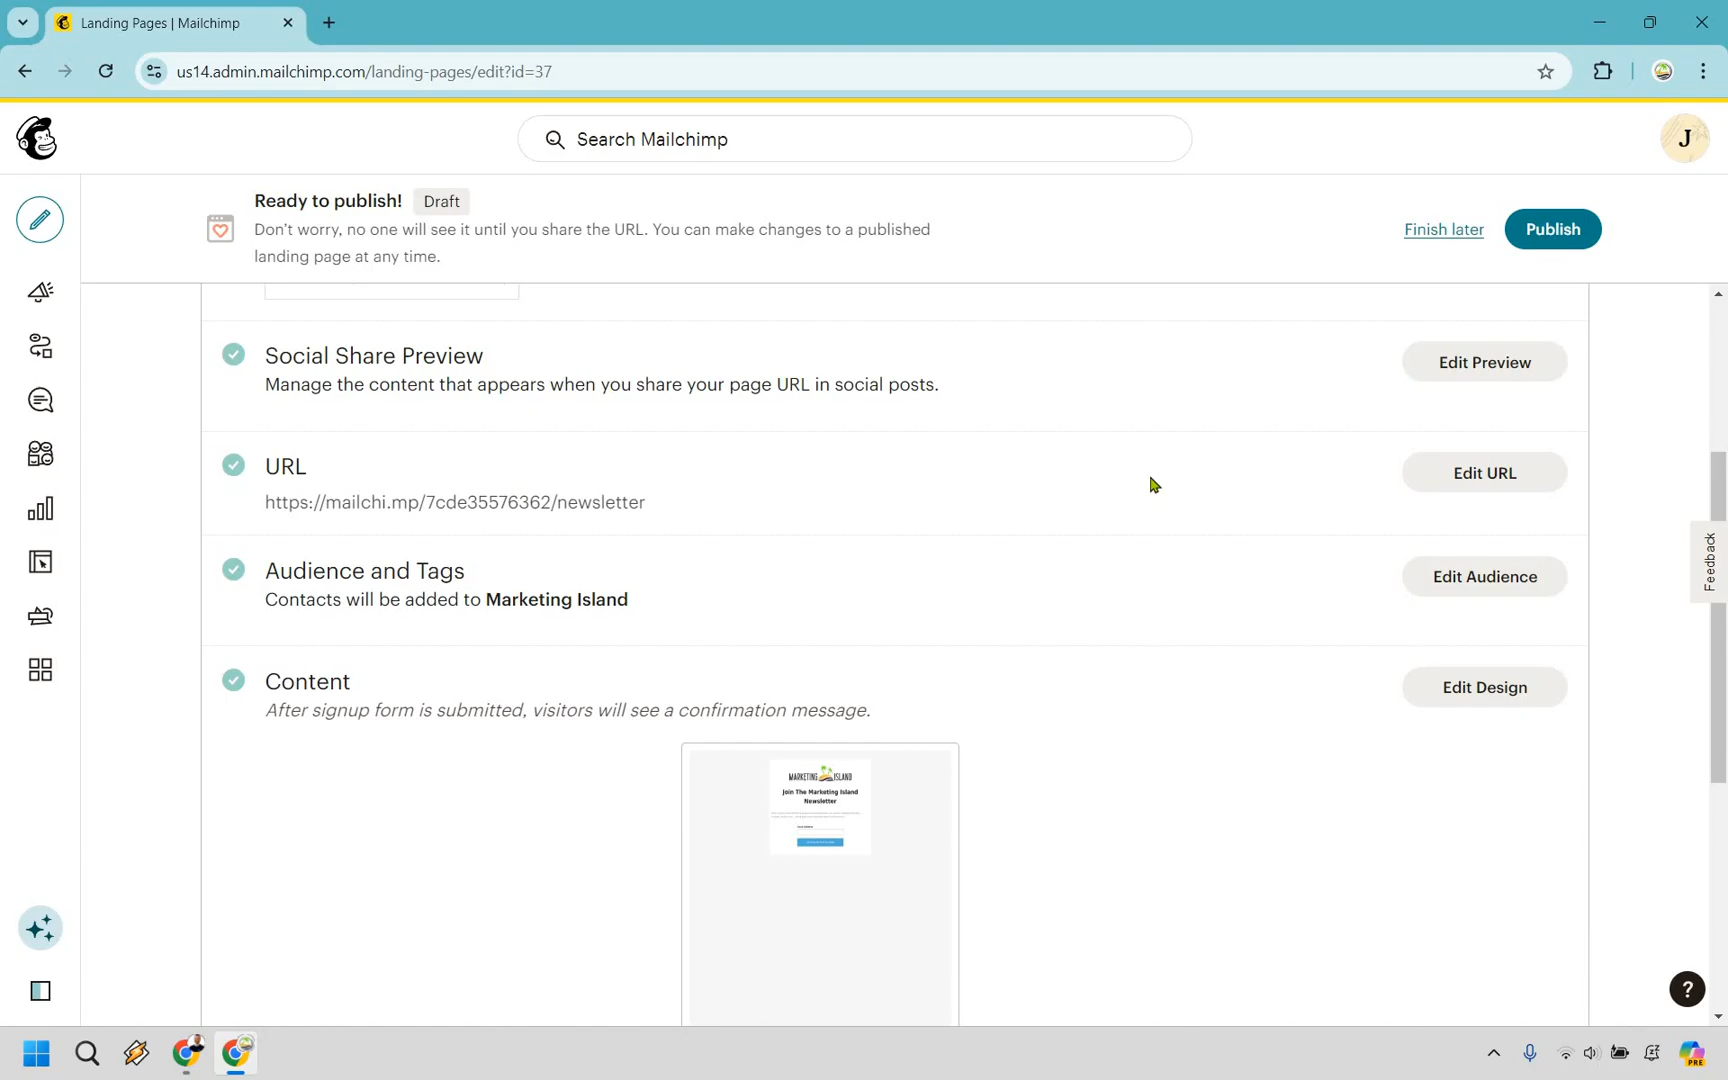 Landing Pages | Mailchimp
us14.admin.mailchimp.com/landing-pages/edit?id=37
Search Mailchimp
J
Ready to publish! Draft
Don't worry, no one will see it until you share the URL. You can make changes to a published
landing page at any time.
Finish later
Publish
Social Share Preview
Manage the content that appears when you share your page URL in social posts.
Edit Preview
URL
https://mailchi.mp/7cde35576362/newsletter
Edit URL
Audience and Tags
Contacts will be added to Marketing Island
Edit Audience
Content
After signup form is submitted, visitors will see a confirmation message.
Edit Design
MARKETING ISLAND
Join The Marketing Island
Newsletter
Feedback
?
PRE